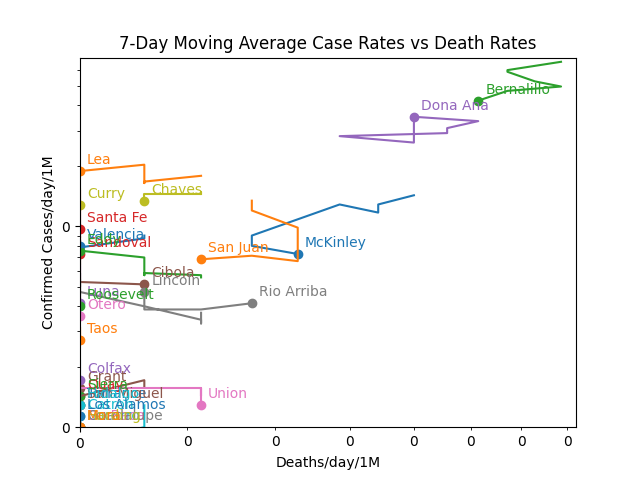 7-Day Moving Average Case Rates vs Death Rates
Bernalillo
Dona Ana
Lea
Chaves
Curry
Santa Fe
Valencia
Eddy
Sandoval
San Juan
McKinley
Cibola
Lincoln
Luna
Roosevelt
Rio Arriba
Otero
Taos
Colfax
Grant
Union
Los Alamos
Confirmed Cases/day/1M
0
0
0
0
0
0
0
0
0
0
0
Deaths/day/1M